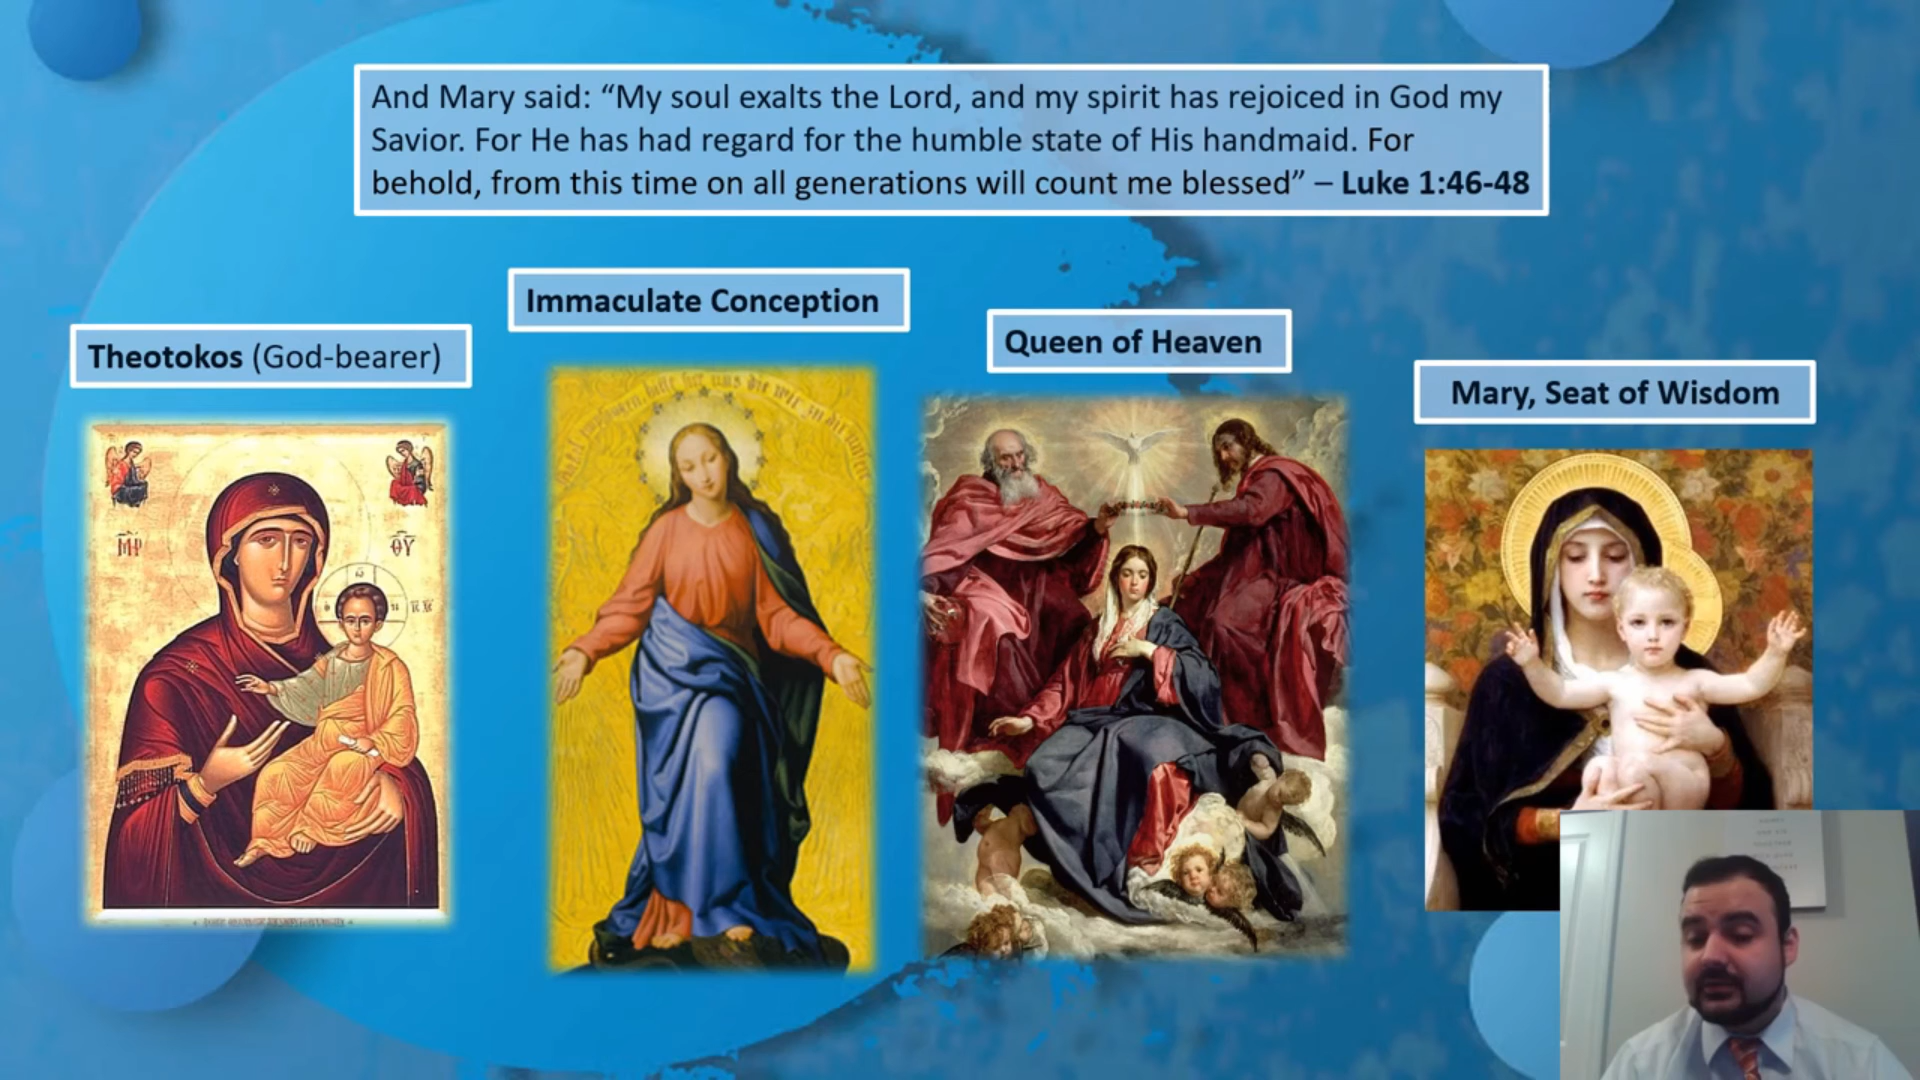 And Mary said: “My soul exalts the Lord, and my spirit has rejoiced in God my
Savior. For He has had regard for the humble state of His handmaid. For
behold, from this time on all generations will count me blessed” – Luke 1:46-48
Immaculate Conception
Queen of Heaven
Theotokos (God-bearer)
Mary, Seat of Wisdom
ΜΡ ΘΥ